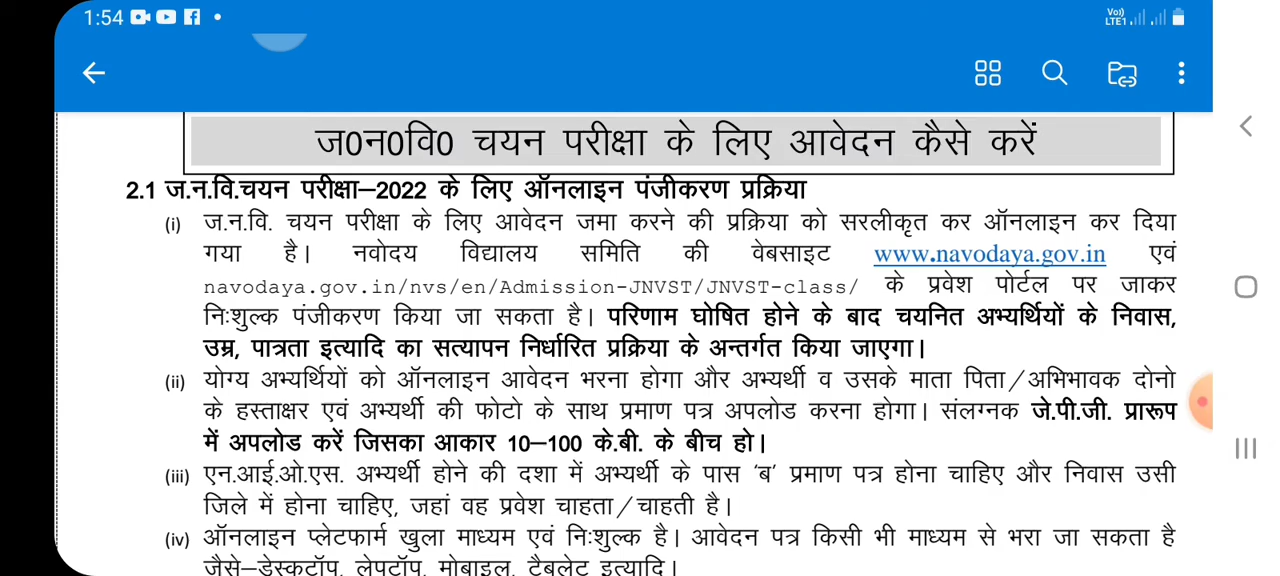 1:54
Vo) LTE1
ज0न0वि0 चयन परीक्षा के लिए आवेदन कैसे करें
2.1 ज.न.वि.चयन परीक्षा–2022 के लिए ऑनलाइन पंजीकरण प्रक्रिया
(i) ज.न.वि. चयन परीक्षा के लिए आवेदन जमा करने की प्रक्रिया को सरलीकृत कर ऑनलाइन कर दिया
गया है। नवोदय विद्यालय समिति की वेबसाइट www.navodaya.gov.in एवं
navodaya.gov.in/nvs/en/Admission-JNVST/JNVST-class/ के प्रवेश पोर्टल पर जाकर
निःशुल्क पंजीकरण किया जा सकता है। परिणाम घोषित होने के बाद चयनित अभ्यर्थियों के निवास,
उम्र, पात्रता इत्यादि का सत्यापन निर्धारित प्रक्रिया के अन्तर्गत किया जाएगा।
(ii) योग्य अभ्यर्थियों को ऑनलाइन आवेदन भरना होगा और अभ्यर्थी व उसके माता पिता/अभिभावक दोनो
के हस्ताक्षर एवं अभ्यर्थी की फोटो के साथ प्रमाण पत्र अपलोड करना होगा। संलग्नक जे.पी.जी. प्रारूप
में अपलोड करें जिसका आकार 10–100 के.बी. के बीच हो।
(iii) एन.आई.ओ.एस. अभ्यर्थी होने की दशा में अभ्यर्थी के पास 'ब' प्रमाण पत्र होना चाहिए और निवास उसी
जिले में होना चाहिए, जहां वह प्रवेश चाहता/चाहती है।
(iv) ऑनलाइन प्लेटफार्म खुला माध्यम एवं निःशुल्क है। आवेदन पत्र किसी भी माध्यम से भरा जा सकता है
जैसे–डेस्कटॉप, लेपटॉप, मोबाइल, टैबलेट इत्यादि।